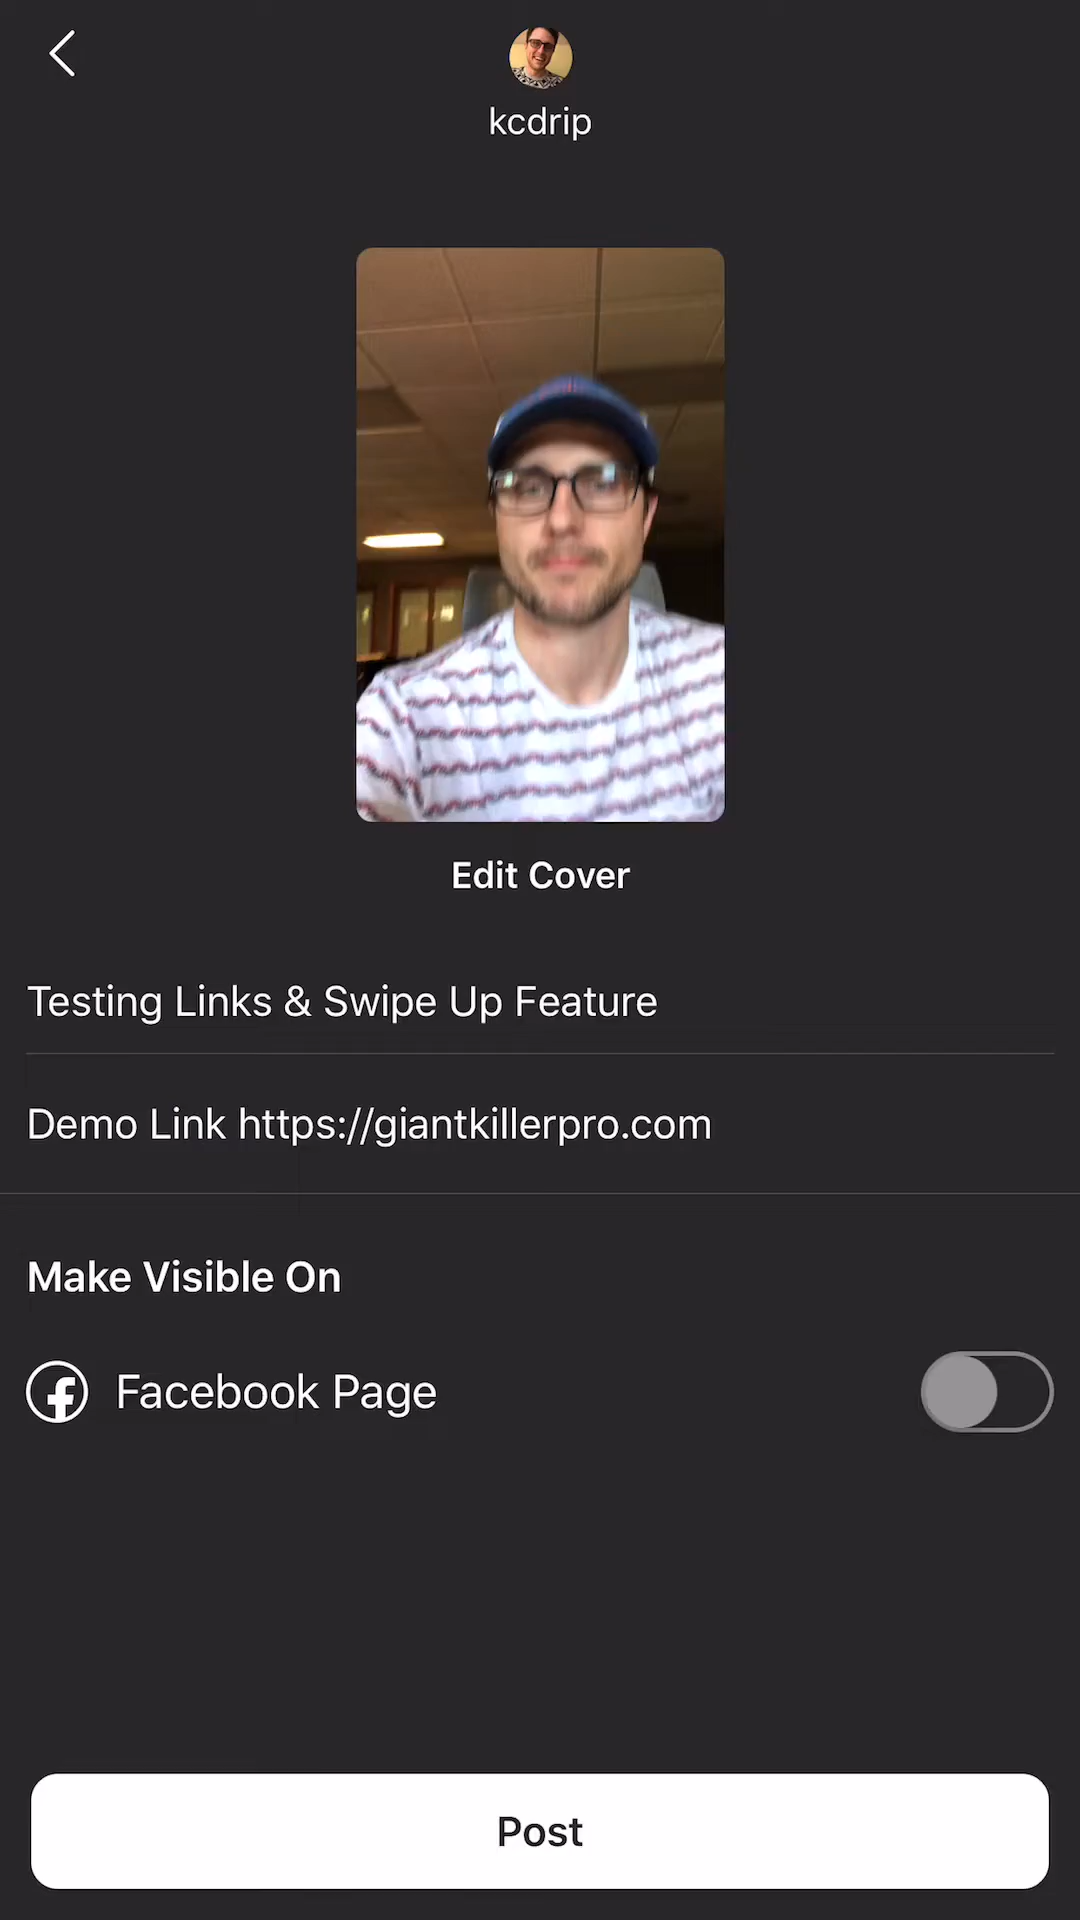 kcdrip
Edit Cover
Testing Links & Swipe Up Feature
Demo Link https://giantkillerpro.com
Make Visible On
Facebook Page
Post